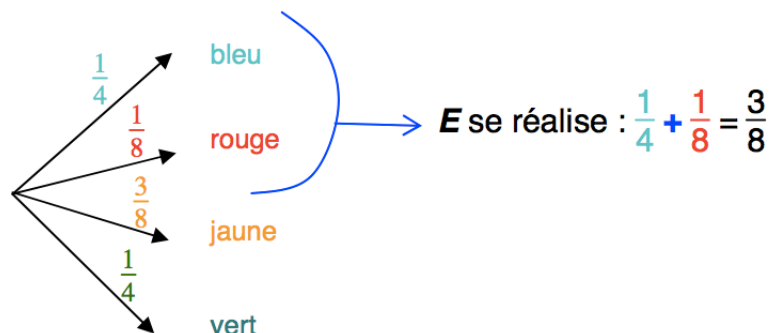 1/4 bleu
1/8 rouge
E se réalise : 1/4 + 1/8 = 3/8
3/8 jaune
1/4 vert